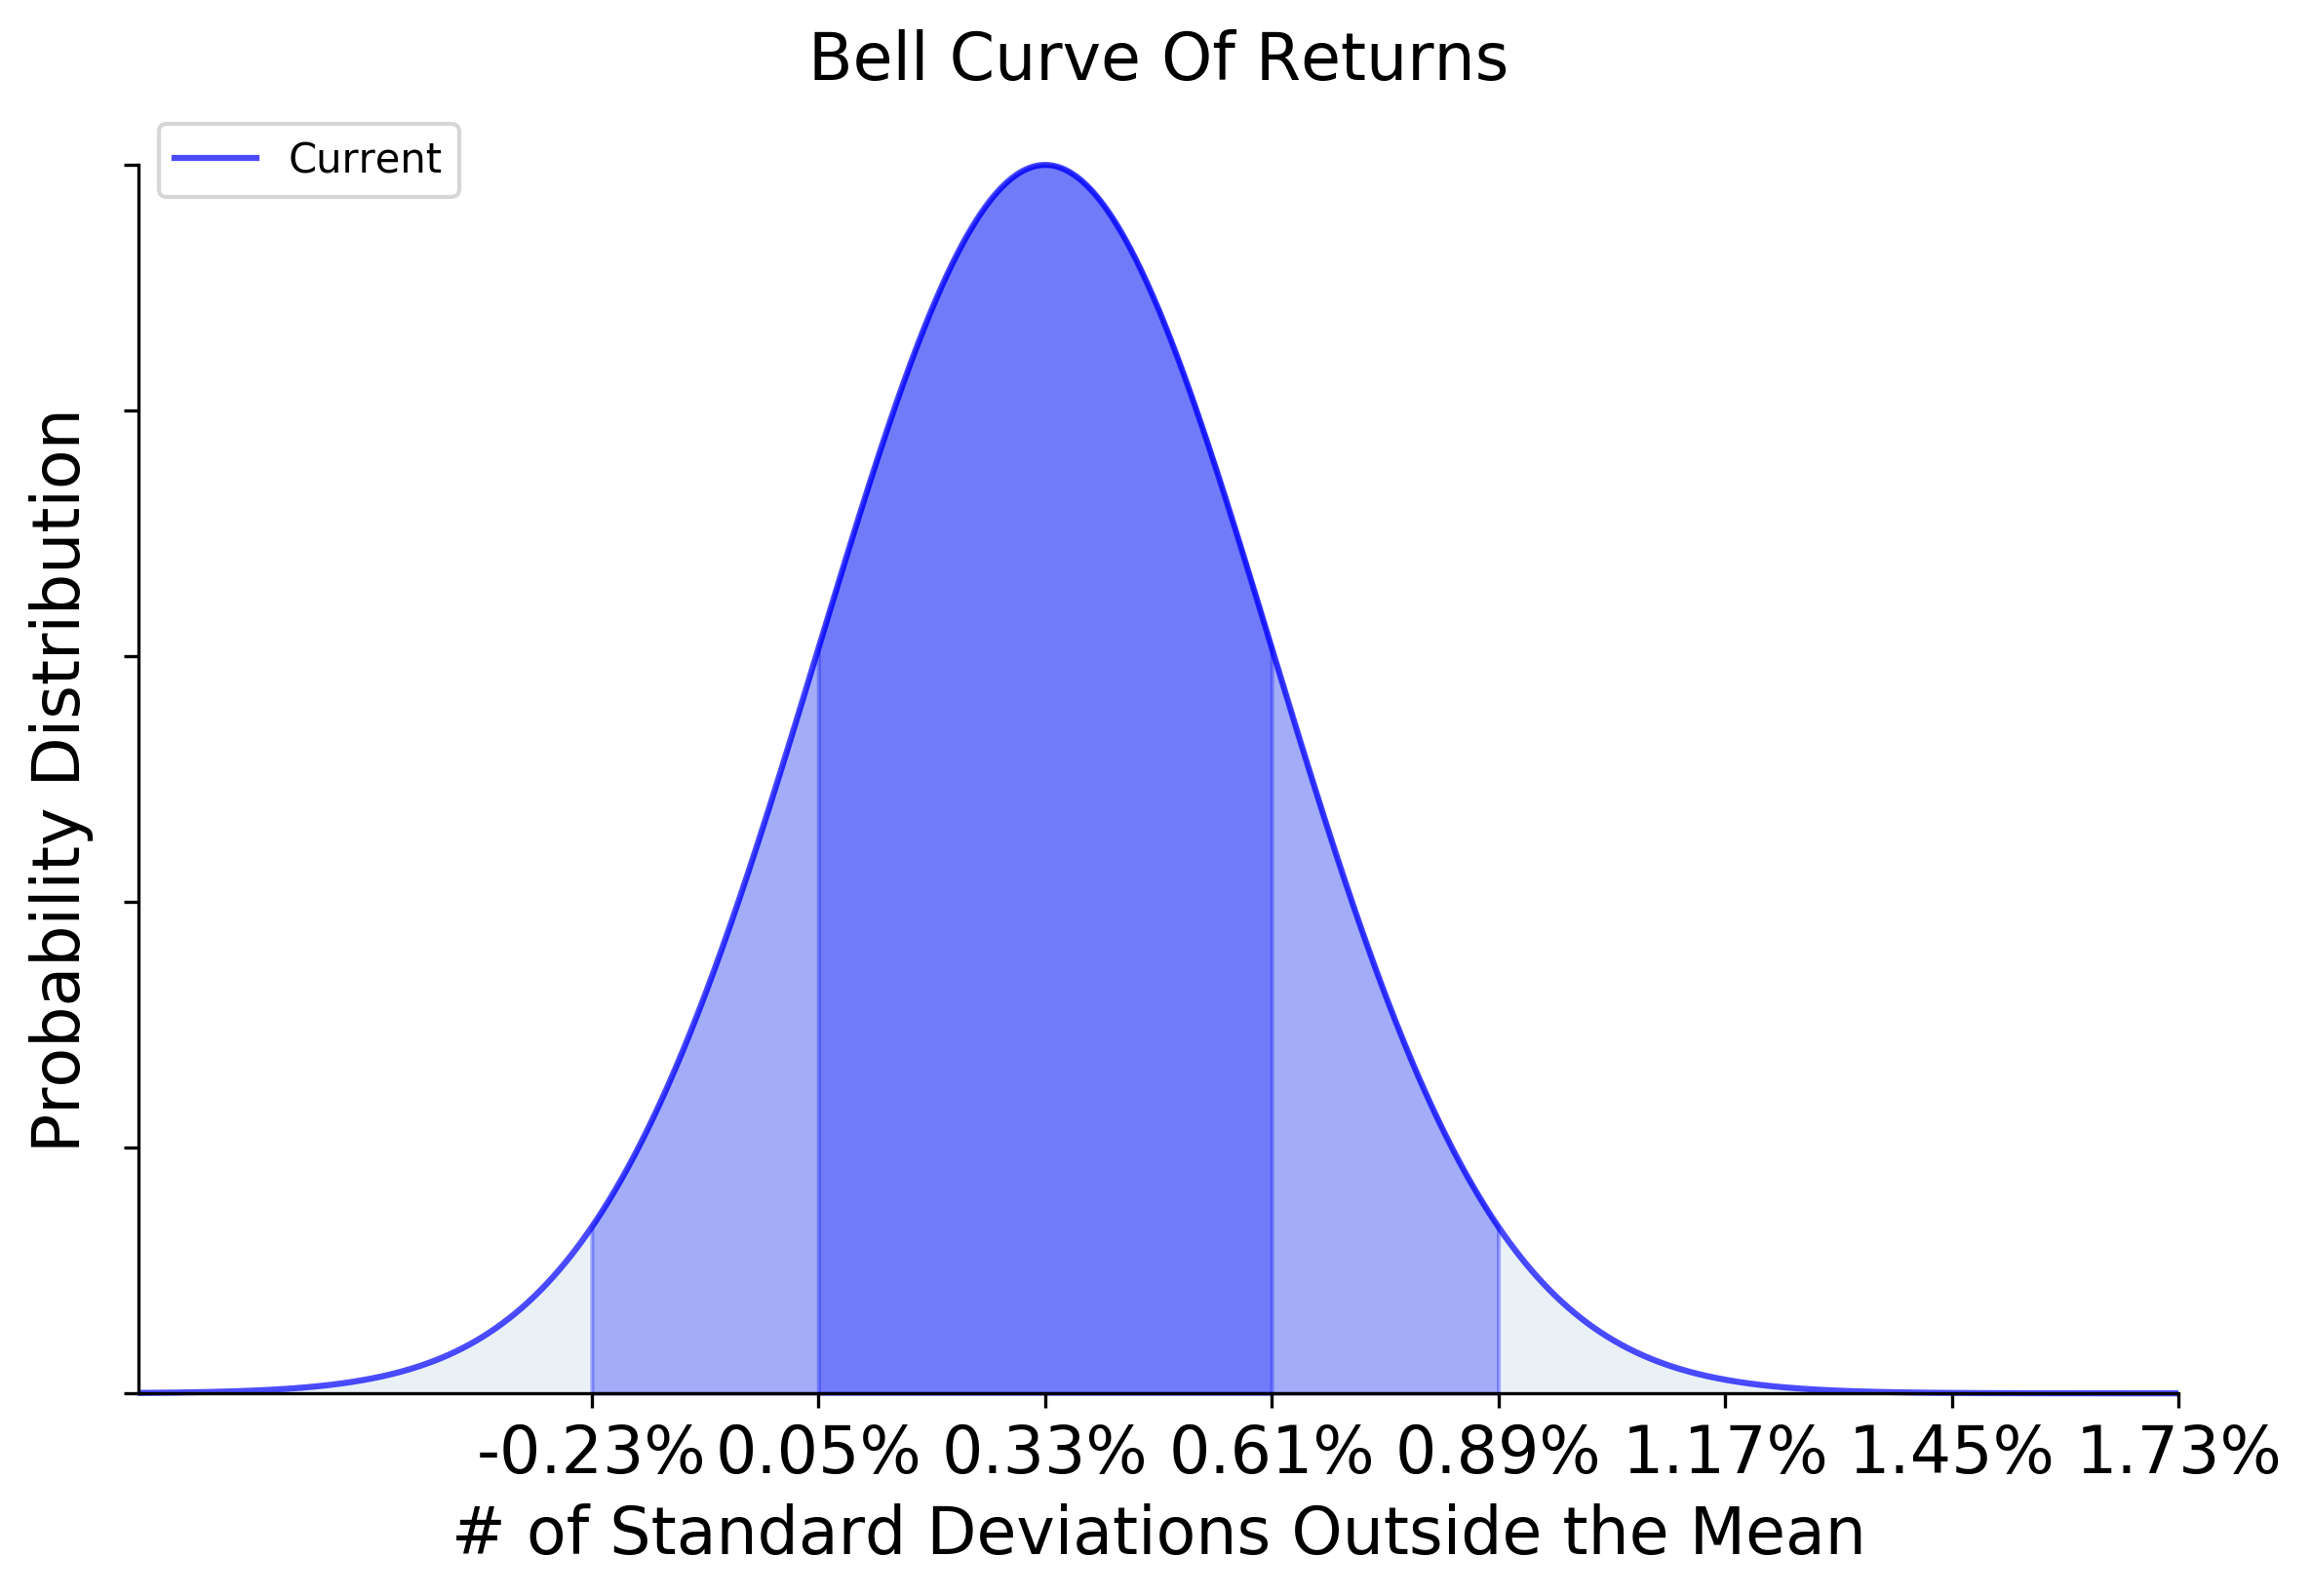 Bell Curve Of Returns
Current
Probability Distribution
-0.23% 0.05% 0.33% 0.61% 0.89% 1.17% 1.45% 1.73%
# of Standard Deviations Outside the Mean